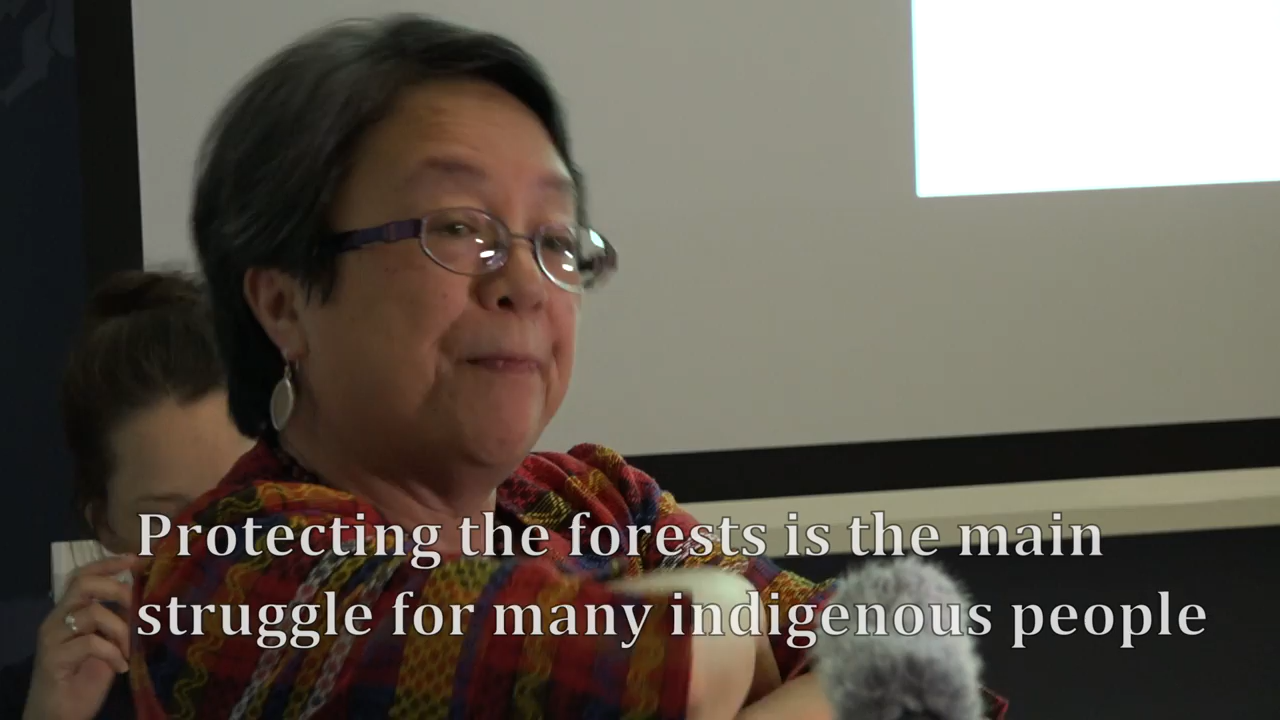 Protecting the forests is the main
struggle for many indigenous people